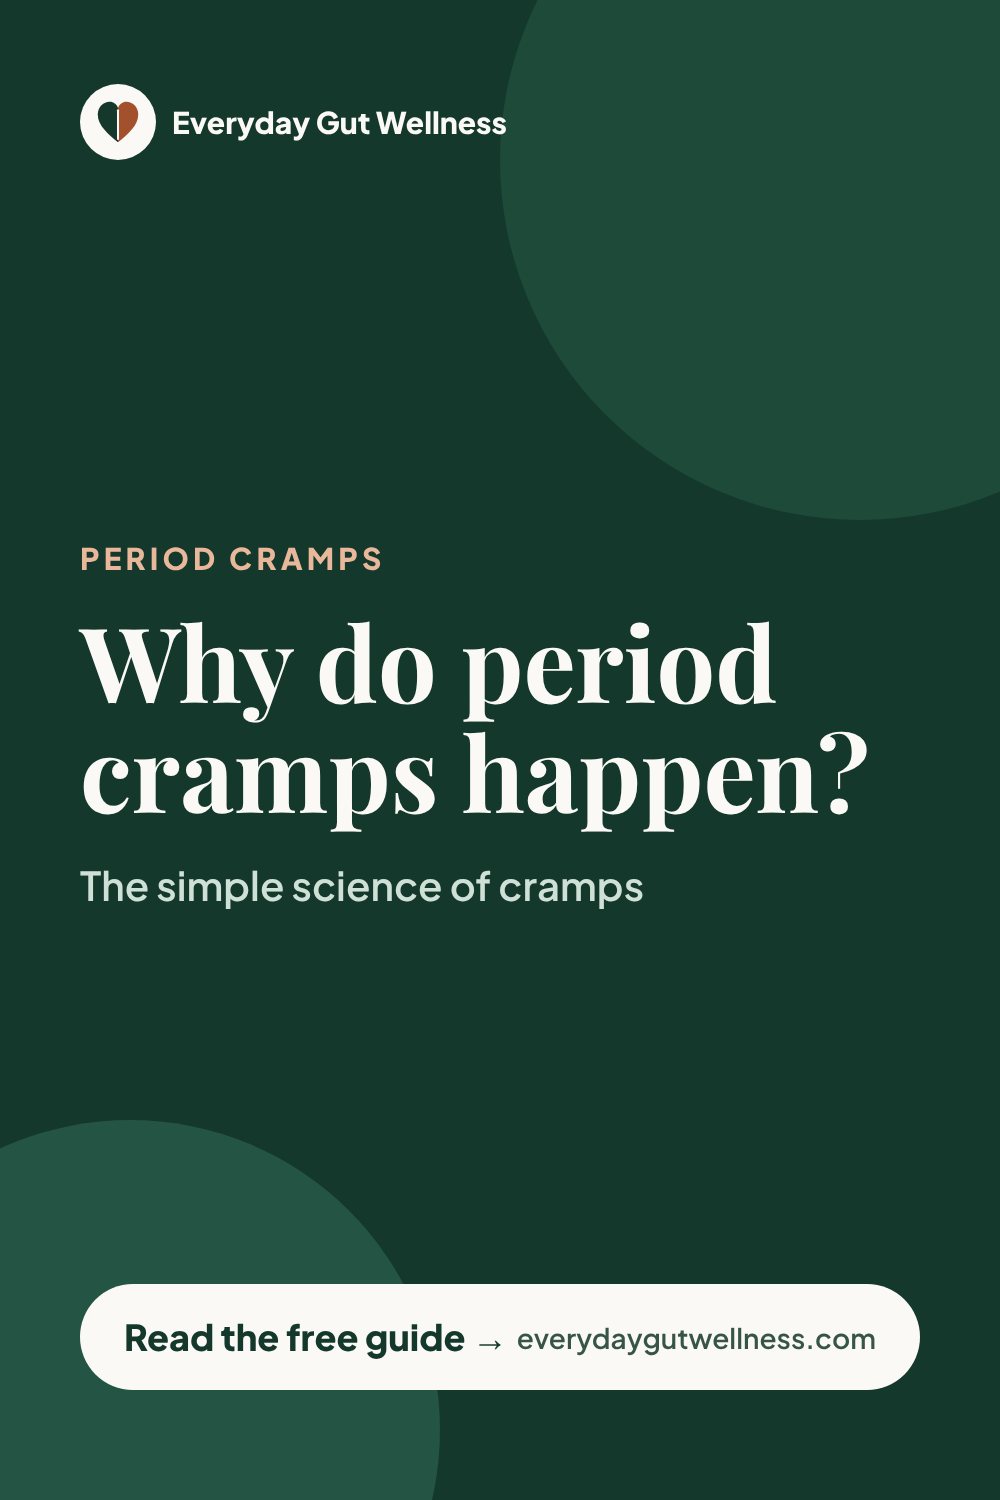 Everyday Gut Wellness
PERIOD CRAMPS
Why do period
cramps happen?
The simple science of cramps
Read the free guide → everydaygutwellness.com